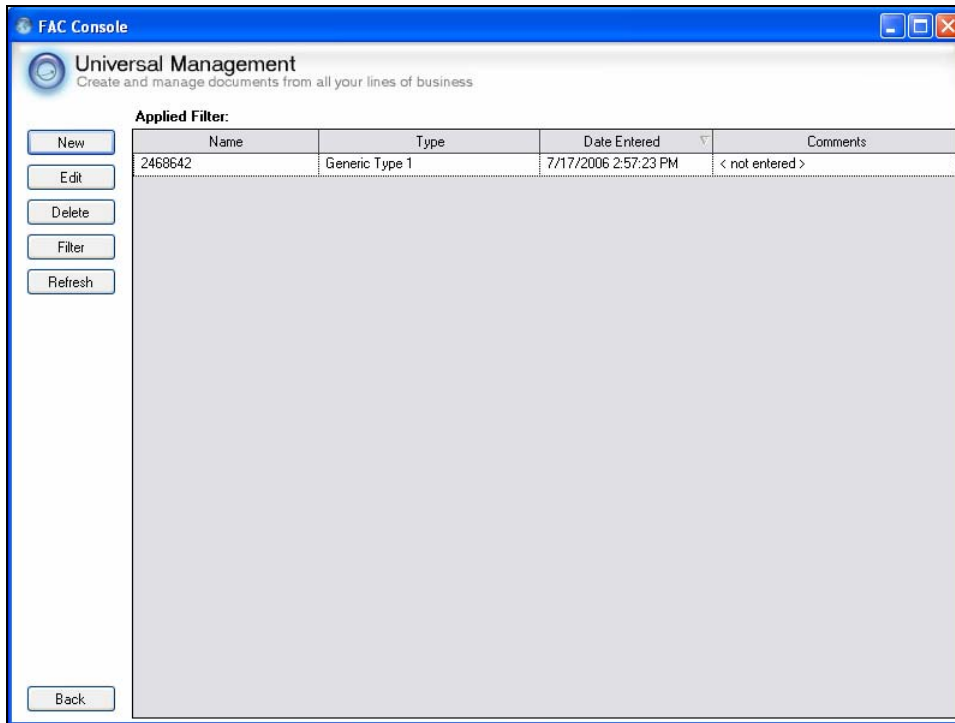 FAC Console
Universal Management
Create and manage documents from all your lines of business
Applied Filter:
New
Edit
Delete
Filter
Refresh
Back
Name Type Date Entered Comments
2468642 Generic Type 1 7/17/2006 2:57:23 PM < not entered >